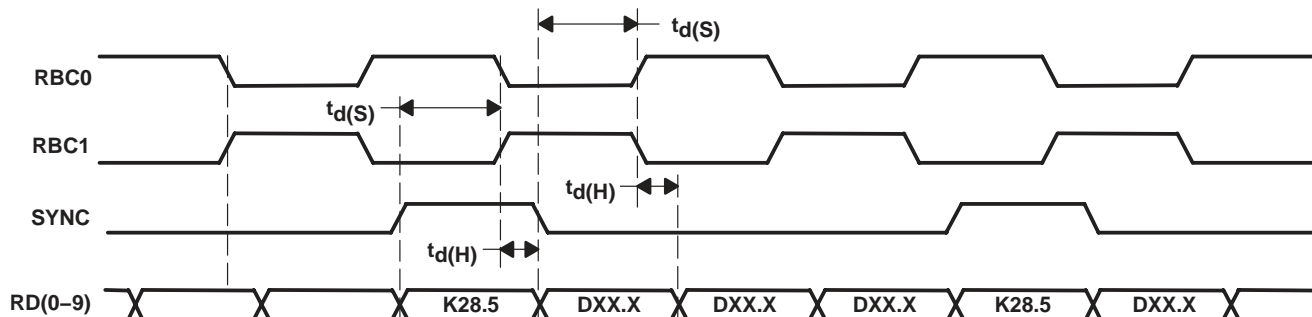 td(S)
RBC0
td(S)
RBC1
td(H)
SYNC
td(H)
RD(0–9) K28.5 DXX.X DXX.X DXX.X K28.5 DXX.X